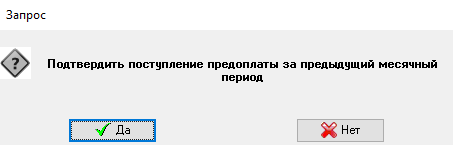 Запрос
Подтвердить поступление предоплаты за предыдущий месячный
период
Да
Нет